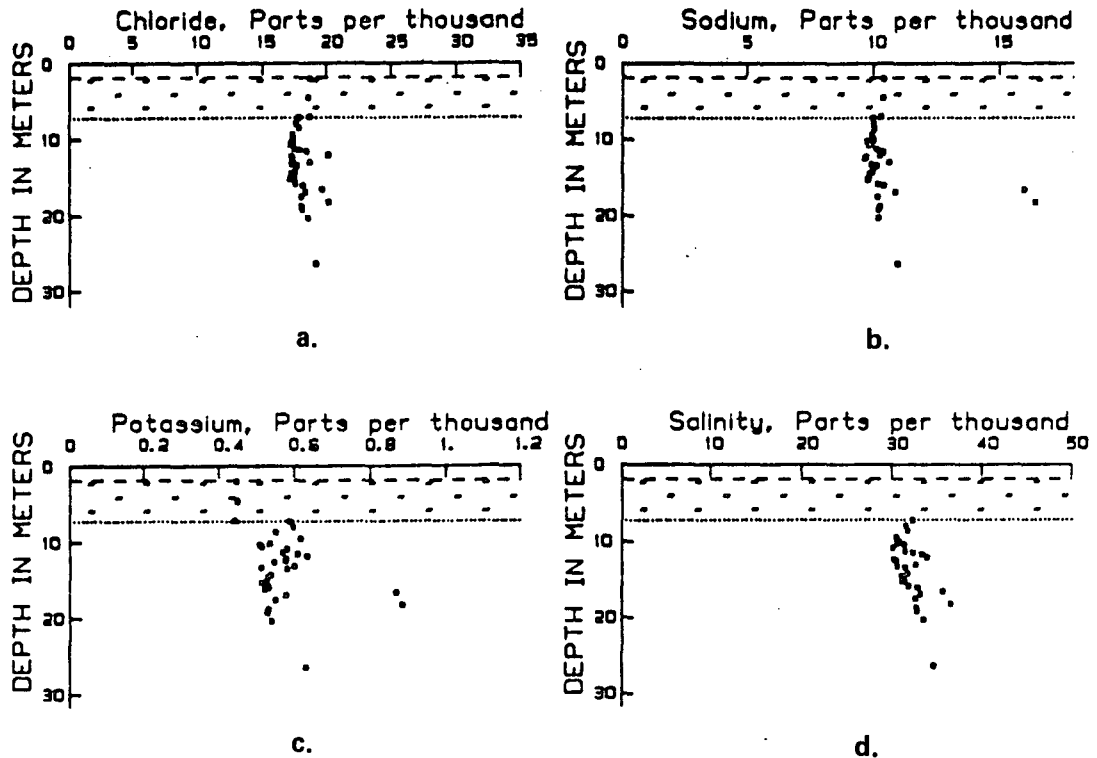 Chloride, Parts per thousand
0 5 10 15 20 25 30 35
DEPTH IN METERS
0
10
20
30
a.
Sodium, Parts per thousand
0 5 10 15
DEPTH IN METERS
0
10
20
30
b.
Potassium, Parts per thousand
0 0.2 0.4 0.6 0.8 1 1.2
DEPTH IN METERS
0
10
20
30
c.
Salinity, Parts per thousand
0 10 20 30 40 50
DEPTH IN METERS
0
10
20
30
d.